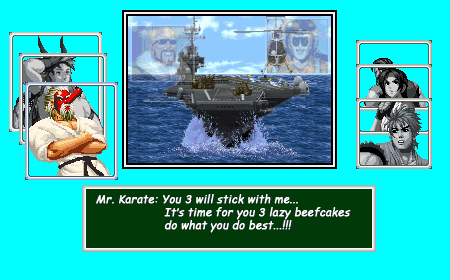 Mr. Karate: You 3 will stick with me...
It's time for you 3 lazy beefcakes
do what you do best...!!!